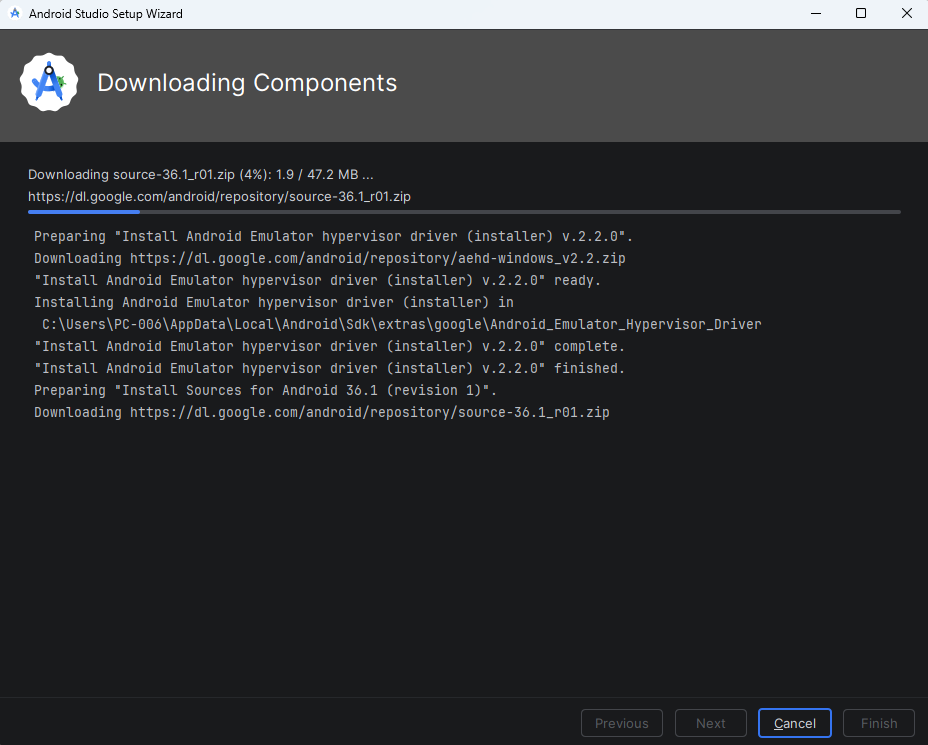 Android Studio Setup Wizard
Downloading Components
Downloading source-36.1_r01.zip (4%): 1.9 / 47.2 MB ...
https://dl.google.com/android/repository/source-36.1_r01.zip
Preparing "Install Android Emulator hypervisor driver (installer) v.2.2.0".
Downloading https://dl.google.com/android/repository/aehd-windows_v2.2.zip
"Install Android Emulator hypervisor driver (installer) v.2.2.0" ready.
Installing Android Emulator hypervisor driver (installer) in
C:\Users\PC-006\AppData\Local\Android\Sdk\extras\google\Android_Emulator_Hypervisor_Driver
"Install Android Emulator hypervisor driver (installer) v.2.2.0" complete.
"Install Android Emulator hypervisor driver (installer) v.2.2.0" finished.
Preparing "Install Sources for Android 36.1 (revision 1)".
Downloading https://dl.google.com/android/repository/source-36.1_r01.zip
Previous Next Cancel Finish